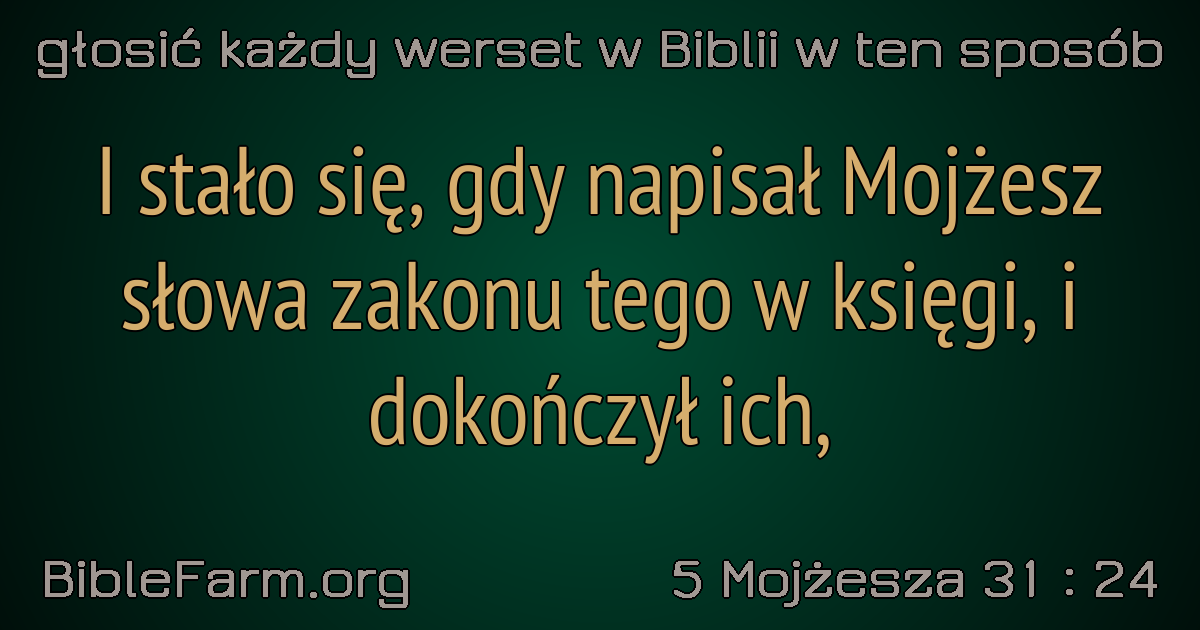 głosić każdy werset w Biblii w ten sposób
I stało się, gdy napisał Mojżesz
słowa zakonu tego w księgi, i
dokończył ich,
BibleFarm.org
5 Mojżesza 31 : 24